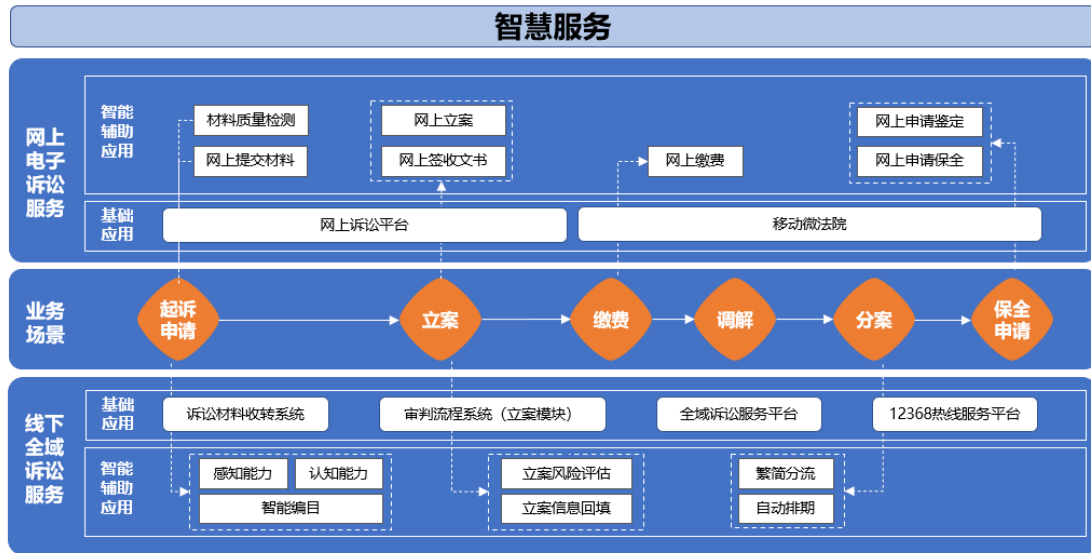 智慧服务
网上
电子
诉讼
服务
智能
辅助
应用
材料质量检测
网上立案
网上申请鉴定
网上提交材料
网上签收文书
网上缴费
网上申请保全
基础
应用
网上诉讼平台
移动微法院
业务
场景
起诉
申请
立案
缴费
调解
分案
保全
申请
线下
全域
诉讼
服务
基础
应用
诉讼材料收转系统
审判流程系统（立案模块）
全域诉讼服务平台
12368热线服务平台
智能
辅助
应用
感知能力
认知能力
立案风险评估
繁简分流
智能编目
立案信息回填
自动排期